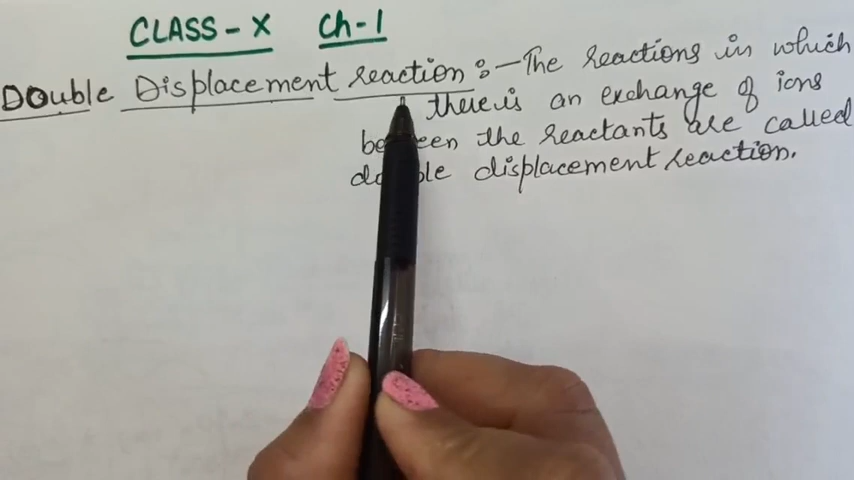 CLASS - X Ch-1
Double Displacement reaction :- The reactions in which
there is an exchange of ions
between the reactants are called
double displacement reaction.